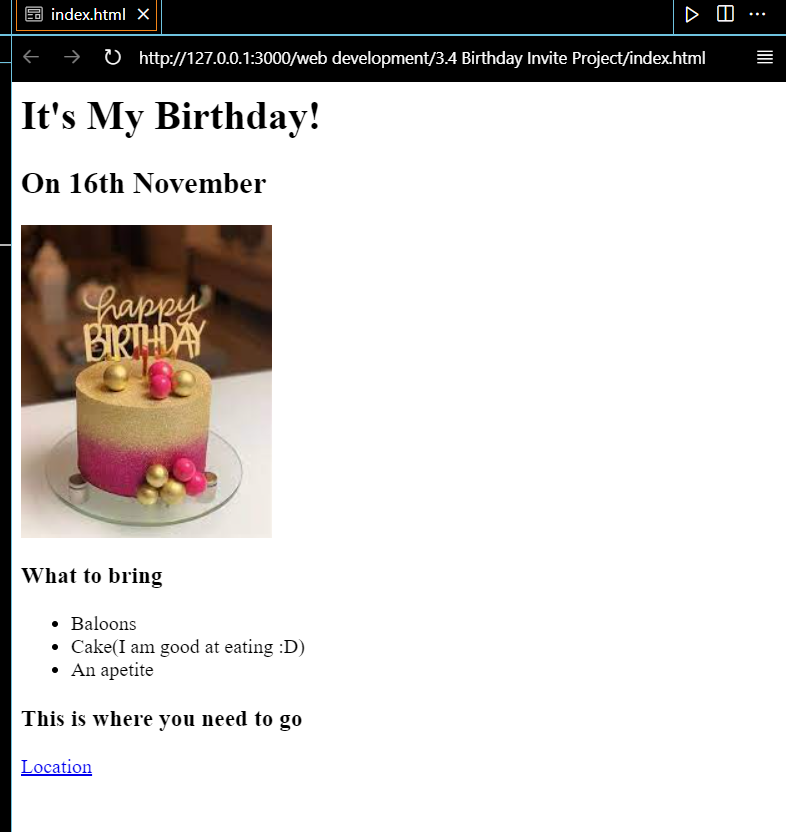 index.html
http://127.0.0.1:3000/web development/3.4 Birthday Invite Project/index.html
It's My Birthday!
On 16th November
happy
BIRTHDAY
What to bring
Baloons
Cake(I am good at eating :D)
An apetite
This is where you need to go
Location